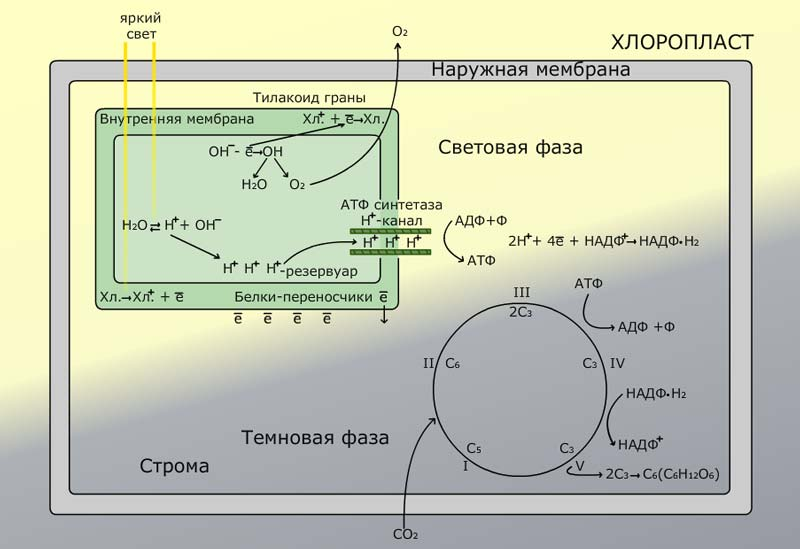 яркий
свет
O₂
ХЛОРОПЛАСТ
Наружная мембрана
Тилакоид граны
Внутренняя мембрана
Хл⁺ + e̅→Хл.
OH⁻- e̅→OH
H₂O
O₂
Световая фаза
АТФ синтетаза
H⁺-канал
H₂O ⇄ H⁺+ OH⁻
H⁺ H⁺ H⁺
АДФ+Ф
АТФ
2H⁺+ 4e̅ + НАДФ⁺→НАДФ·H₂
H⁺ H⁺ H⁺-резервуар
Хл.→Хл⁺. + e̅
Белки-переносчики e̅
e̅ e̅ e̅ e̅
АТФ
III
2C₃
АДФ +Ф
II
C₆
C₃
IV
НАДФ·H₂
Темновая фаза
НАДФ⁺
C₅
C₃
Строма
I
V
2C₃→C₆(C₆H₁₂O₆)
CO₂